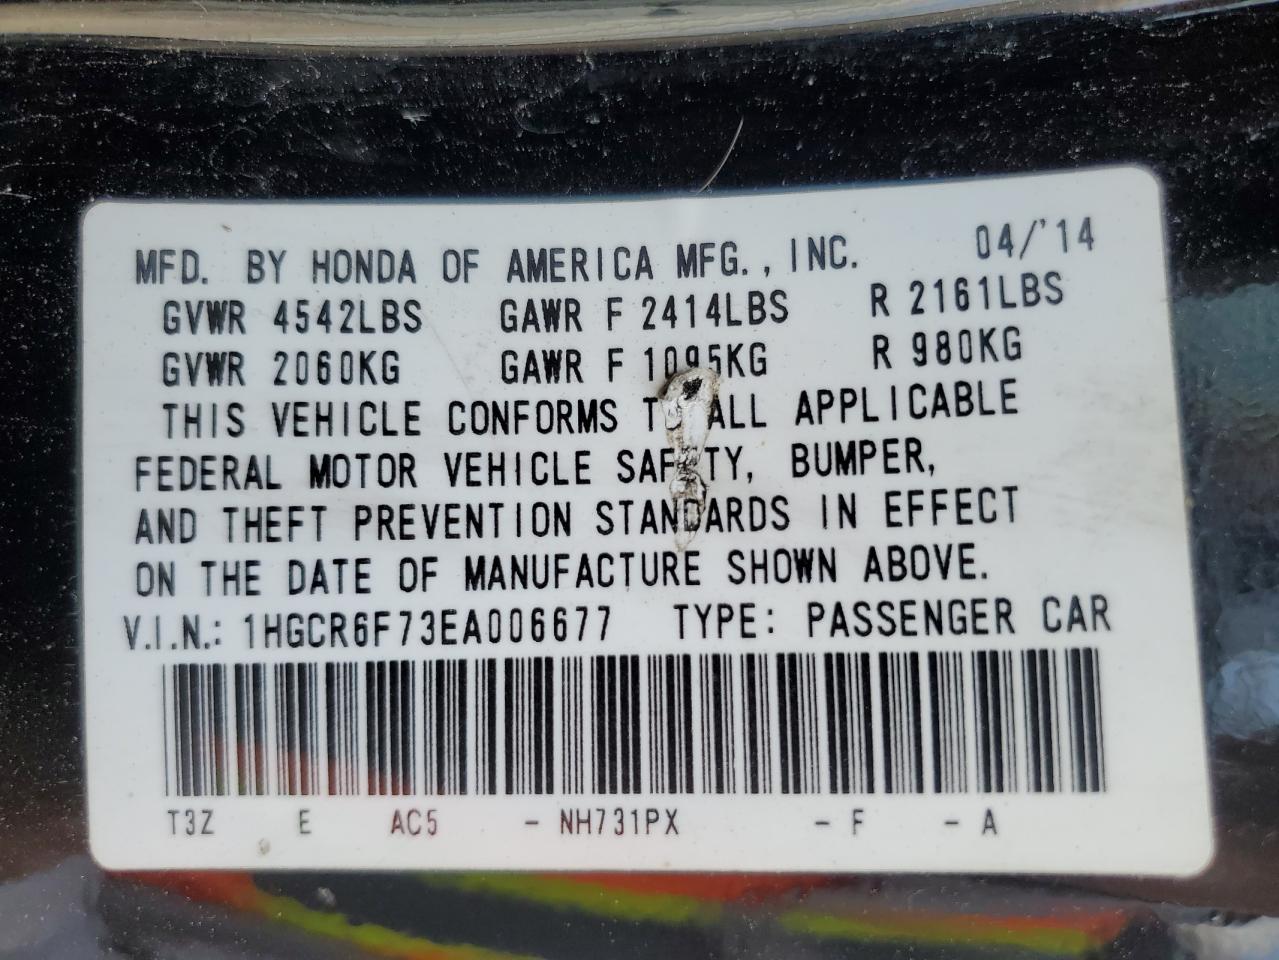 MFD. BY HONDA OF AMERICA MFG., INC. 04/'14
GVWR 4542LBS GAWR F 2414LBS R 2161LBS
GVWR 2060KG GAWR F 1095KG R 980KG
THIS VEHICLE CONFORMS TO ALL APPLICABLE
FEDERAL MOTOR VEHICLE SAFETY, BUMPER,
AND THEFT PREVENTION STANDARDS IN EFFECT
ON THE DATE OF MANUFACTURE SHOWN ABOVE.
V.I.N.: 1HGCR6F73EA006677 TYPE: PASSENGER CAR
T3Z E AC5 - NH731PX - F - A